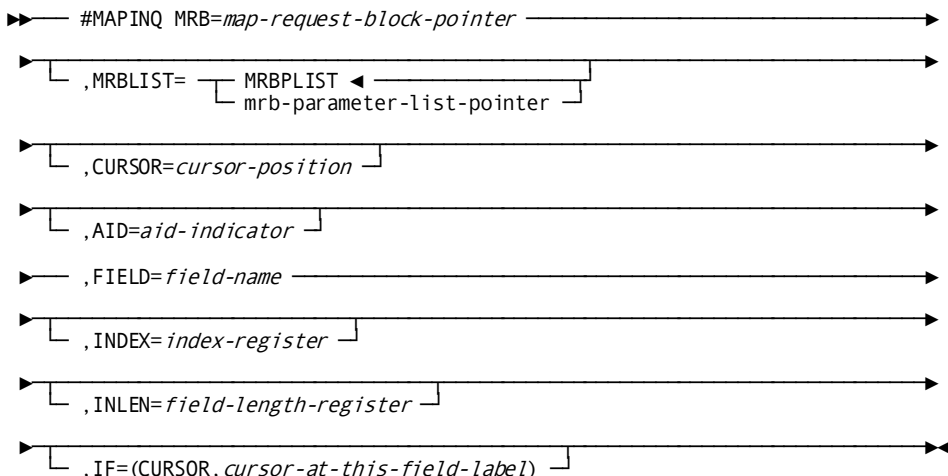 #MAPINQ MRB=map-request-block-pointer
,MRBLIST= MRBPLIST
mrb-parameter-list-pointer
,CURSOR=cursor-position
,AID=aid-indicator
,FIELD=field-name
,INDEX=index-register
,INLEN=field-length-register
,IF=(CURSOR,cursor-at-this-field-label)